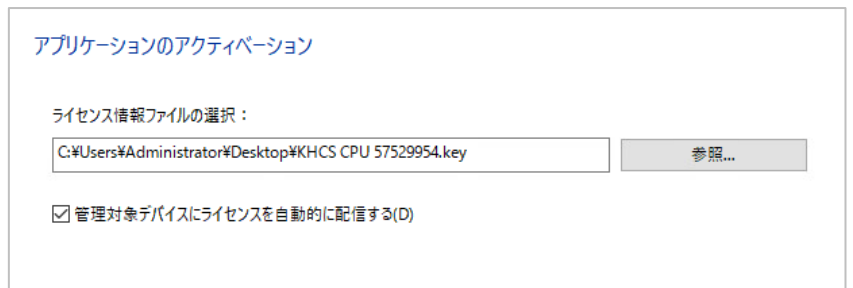 アプリケーションのアクティベーション
ライセンス情報ファイルの選択：
C:¥Users¥Administrator¥Desktop¥KHCS CPU 57529954.key
参照...
管理対象デバイスにライセンスを自動的に配信する(D)